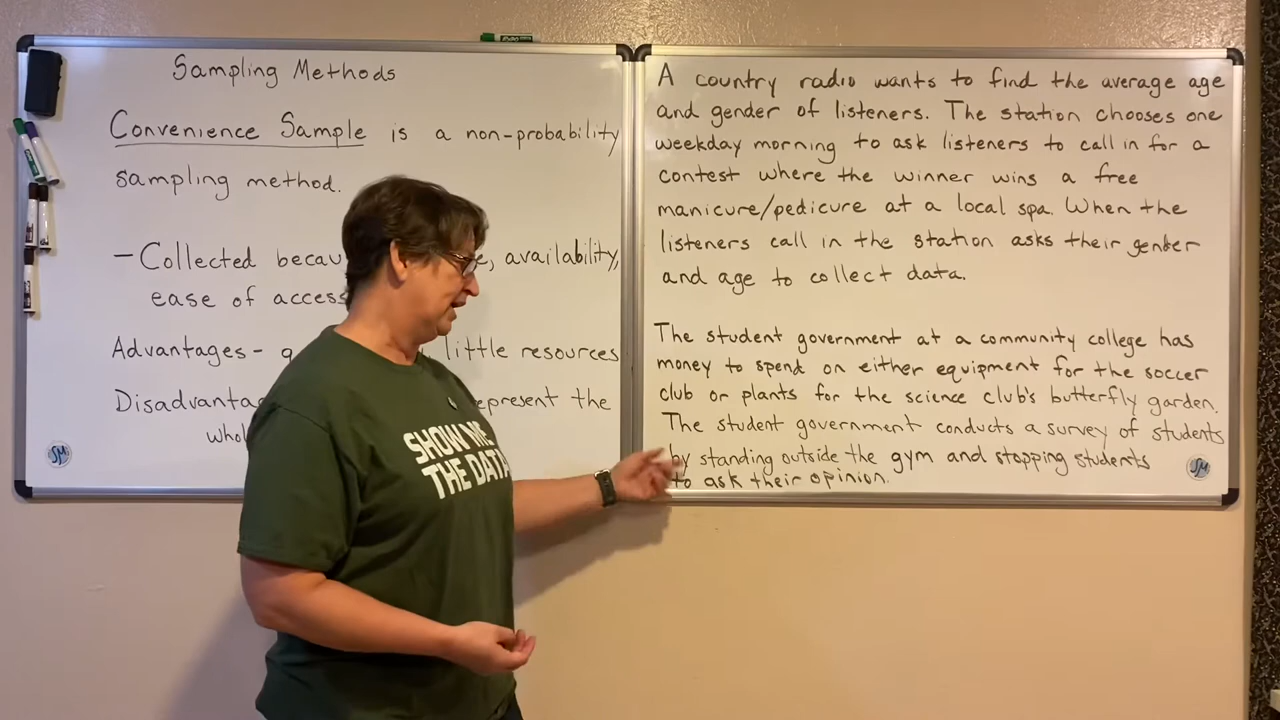 Sampling Methods
Convenience Sample is a non-probability
sampling method.
- Collected availability,
ease of access
Advantages - little resources
the
A country radio wants to find the average age
and gender of listeners. The station chooses one
weekday morning to ask listeners to call in for a
contest where the winner wins a free
manicure/pedicure at a local spa. When the
listeners call in the station asks their gender
and age to collect data.
The student government at a community college has
money to spend on either equipment for the soccer
club or plants for the science club's butterfly garden.
The student government conducts a survey of students
by standing outside the gym and stopping students
to ask their opinion.
SHOW ME
THE DATA
SM
SM